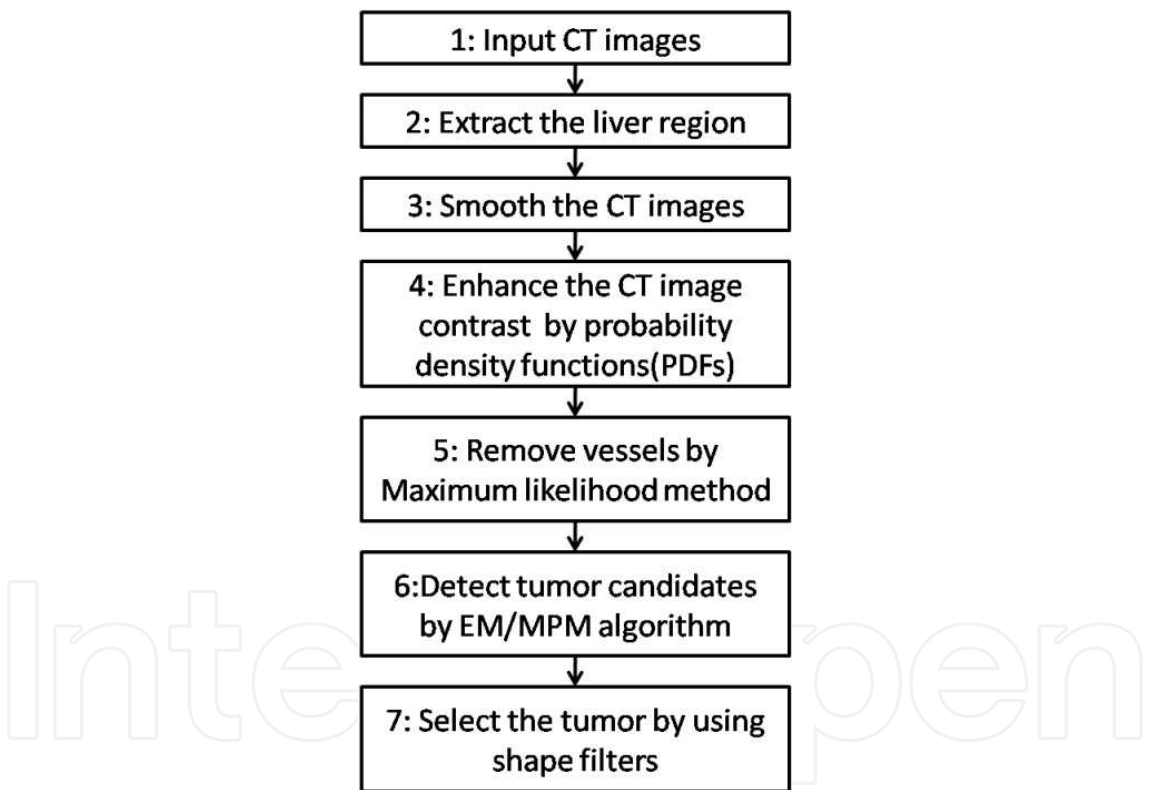 1: Input CT images
2: Extract the liver region
3: Smooth the CT images
4: Enhance the CT image
contrast by probability
density functions(PDFs)
5: Remove vessels by
Maximum likelihood method
6:Detect tumor candidates
by EM/MPM algorithm
7: Select the tumor by using
shape filters
Inte
pen